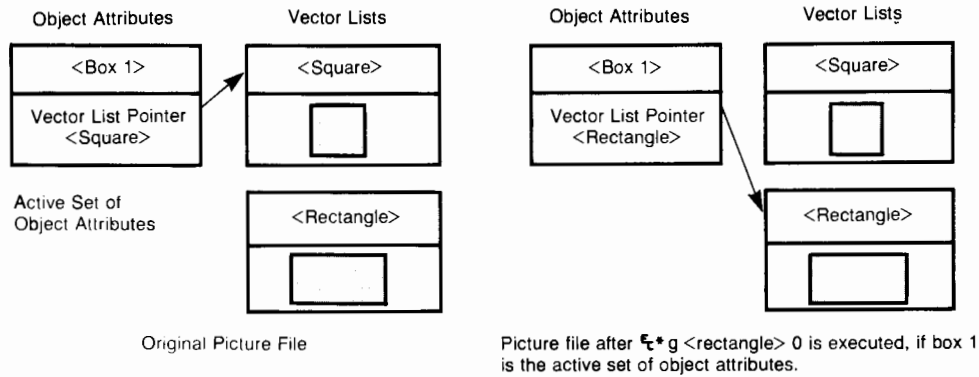 Object Attributes
Vector Lists
<Box 1>
Vector List Pointer
<Square>
<Square>
Active Set of
Object Attributes
<Rectangle>
Original Picture File
Object Attributes
Vector Lists
<Box 1>
Vector List Pointer
<Rectangle>
<Square>
<Rectangle>
Picture file after ␛* g <rectangle> 0 is executed, if box 1
is the active set of object attributes.